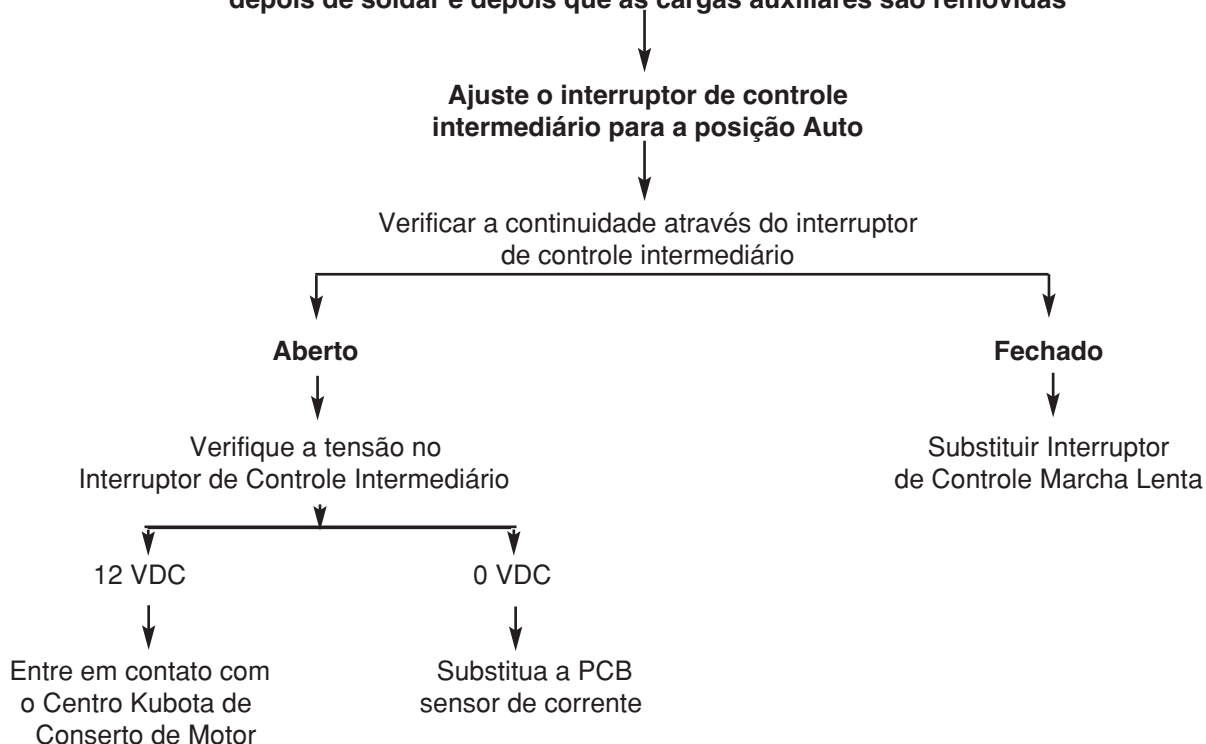 depois de soldar e depois que as cargas auxiliares são removidas
Ajuste o interruptor de controle
intermediário para a posição Auto
Verificar a continuidade através do interruptor
de controle intermediário
Aberto
Fechado
Verifique a tensão no
Interruptor de Controle Intermediário
Substituir Interruptor
de Controle Marcha Lenta
12 VDC
0 VDC
Entre em contato com
o Centro Kubota de
Conserto de Motor
Substitua a PCB
sensor de corrente